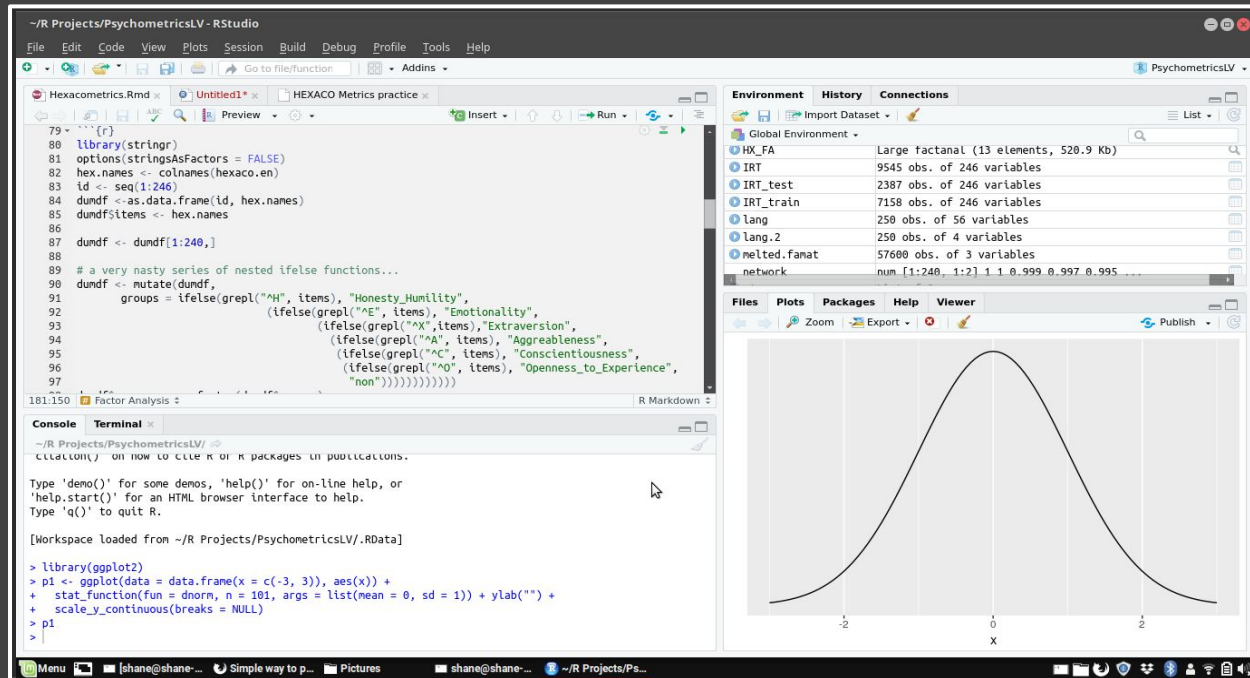 ~/R Projects/PsychometricsLV - RStudio
File Edit Code View Plots Session Build Debug Profile Tools Help
Go to file/function Addins PsychometricsLV
Hexacometrics.Rmd Untitled1* HEXACO Metrics practice
ABC Preview Insert Run
79 ```{r}
80 library(stringr)
81 options(stringsAsFactors = FALSE)
82 hex.names <- colnames(hexaco.en)
83 id <- seq(1:246)
84 dumdf <-as.data.frame(id, hex.names)
85 dumdf$items <- hex.names
86
87 dumdf <- dumdf[1:240,]
88
89 # a very nasty series of nested ifelse functions...
90 dumdf <- mutate(dumdf,
91 groups = ifelse(grepl("^H", items), "Honesty_Humility",
92 (ifelse(grepl("^E", items), "Emotionality",
93 (ifelse(grepl("^X",items),"Extraversion",
94 (ifelse(grepl("^A", items), "Aggreableness",
95 (ifelse(grepl("^C", items), "Conscientiousness",
96 (ifelse(grepl("^O", items), "Openness_to_Experience",
97 "non"))))))))))))
181:150 Factor Analysis R Markdown
Console Terminal
~/R Projects/PsychometricsLV/
citation() on how to cite R or R packages in publications.
Type 'demo()' for some demos, 'help()' for on-line help, or
'help.start()' for an HTML browser interface to help.
Type 'q()' to quit R.
[Workspace loaded from ~/R Projects/PsychometricsLV/.RData]
> library(ggplot2)
> p1 <- ggplot(data = data.frame(x = c(-3, 3)), aes(x)) +
+ stat_function(fun = dnorm, n = 101, args = list(mean = 0, sd = 1)) + ylab("") +
+ scale_y_continuous(breaks = NULL)
> p1
>
Environment History Connections
Import Dataset List
Global Environment
HX_FA Large factanal (13 elements, 520.9 Kb)
IRT 9545 obs. of 246 variables
IRT_test 2387 obs. of 246 variables
IRT_train 7158 obs. of 246 variables
lang 250 obs. of 56 variables
lang.2 250 obs. of 4 variables
melted.famat 57600 obs. of 3 variables
network num [1:240, 1:2] 1 1 0.999 0.997 0.995 ...
Files Plots Packages Help Viewer
Zoom Export Publish
-2 0 2
x
Menu [shane@shane-... Simple way to p... Pictures shane@shane-... ~/R Projects/Ps...